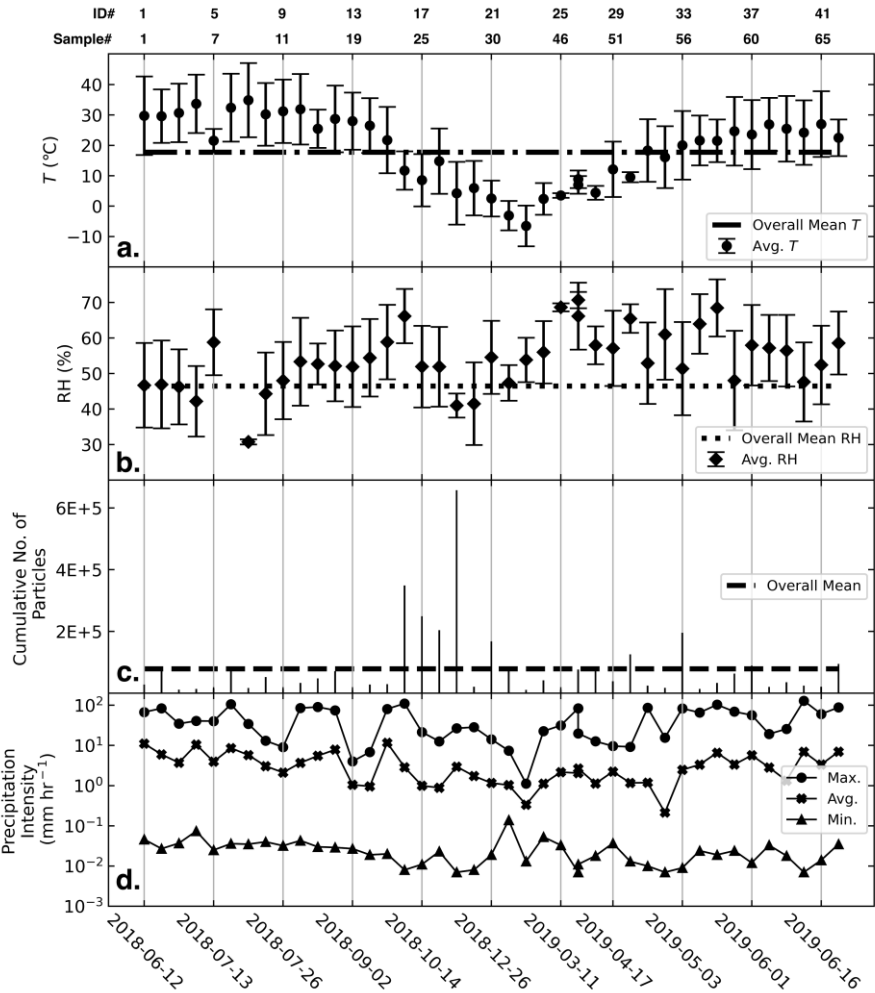 ID# 1 5 9 13 17 21 25 29 33 37 41
Sample# 1 7 11 19 25 30 46 51 56 60 65
T (°C)
40
30
20
10
0
−10
Overall Mean T
Avg. T
a.
RH (%)
70
60
50
40
30
Overall Mean RH
Avg. RH
b.
Cumulative No. of
Particles
6E+5
4E+5
2E+5
Overall Mean
c.
Precipitation
Intensity
(mm hr⁻¹)
10²
10¹
10⁰
10⁻¹
10⁻²
10⁻³
Max.
Avg.
Min.
d.
2018-06-12
2018-07-13
2018-07-26
2018-09-02
2018-10-14
2018-12-26
2019-03-11
2019-04-17
2019-05-03
2019-06-01
2019-06-16